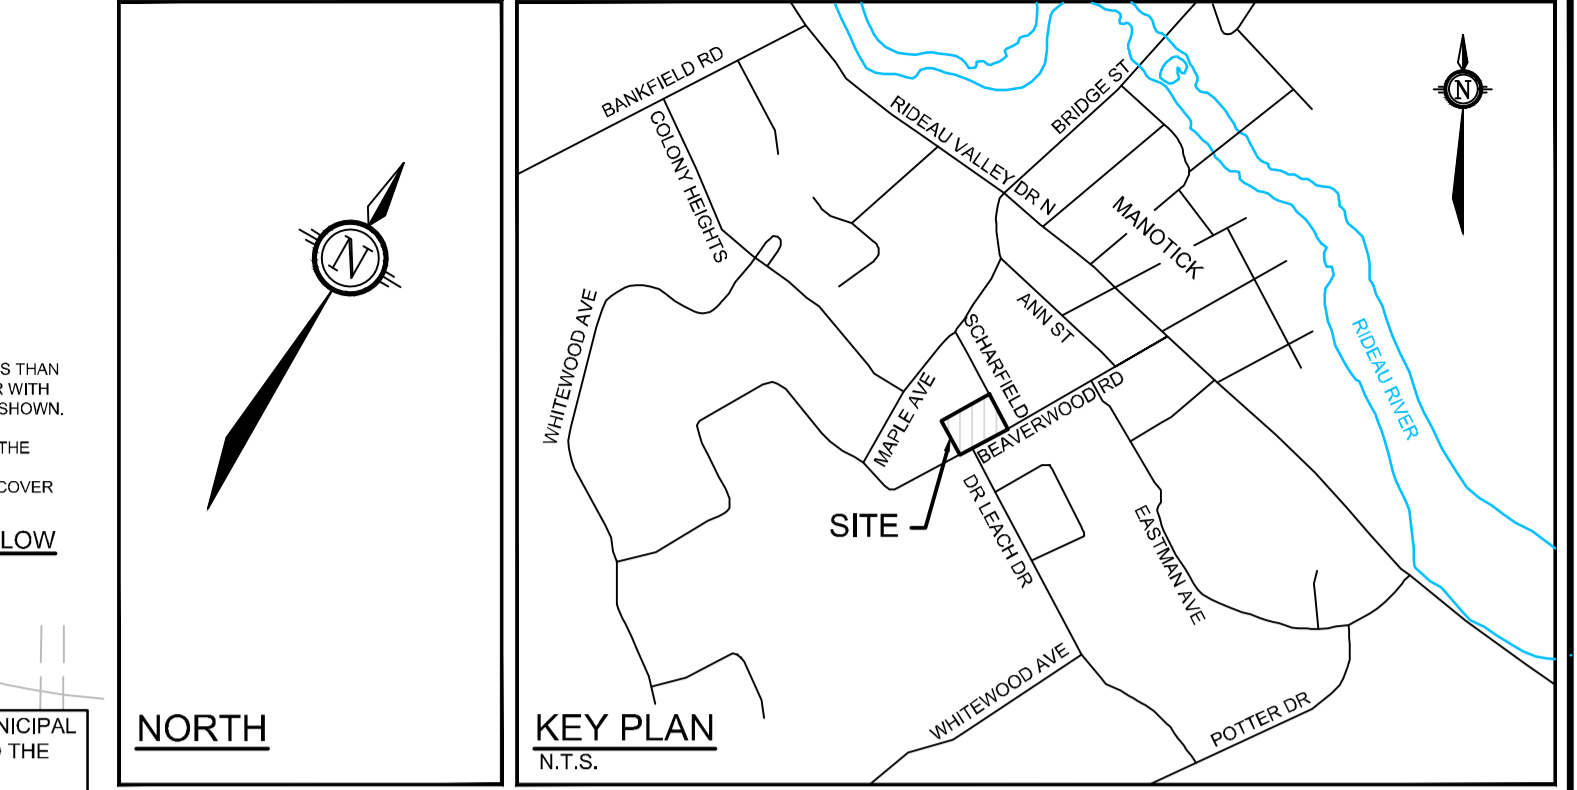 S THAN
R WITH
SHOWN.
THE
COVER
LOW
NICIPAL
THE
N
NORTH
BANKFIELD RD
COLONY HEIGHTS
RIDEAU VALLEY DR N
BRIDGE ST
N
MANOTICK
WHITEWOOD AVE
ANN ST
SCHARFIELD
MAPLE AVE
BEAVERWOOD RD
RIDEAU RIVER
SITE
DR LEACH DR
EASTMAN AVE
WHITEWOOD AVE
POTTER DR
KEY PLAN
N.T.S.